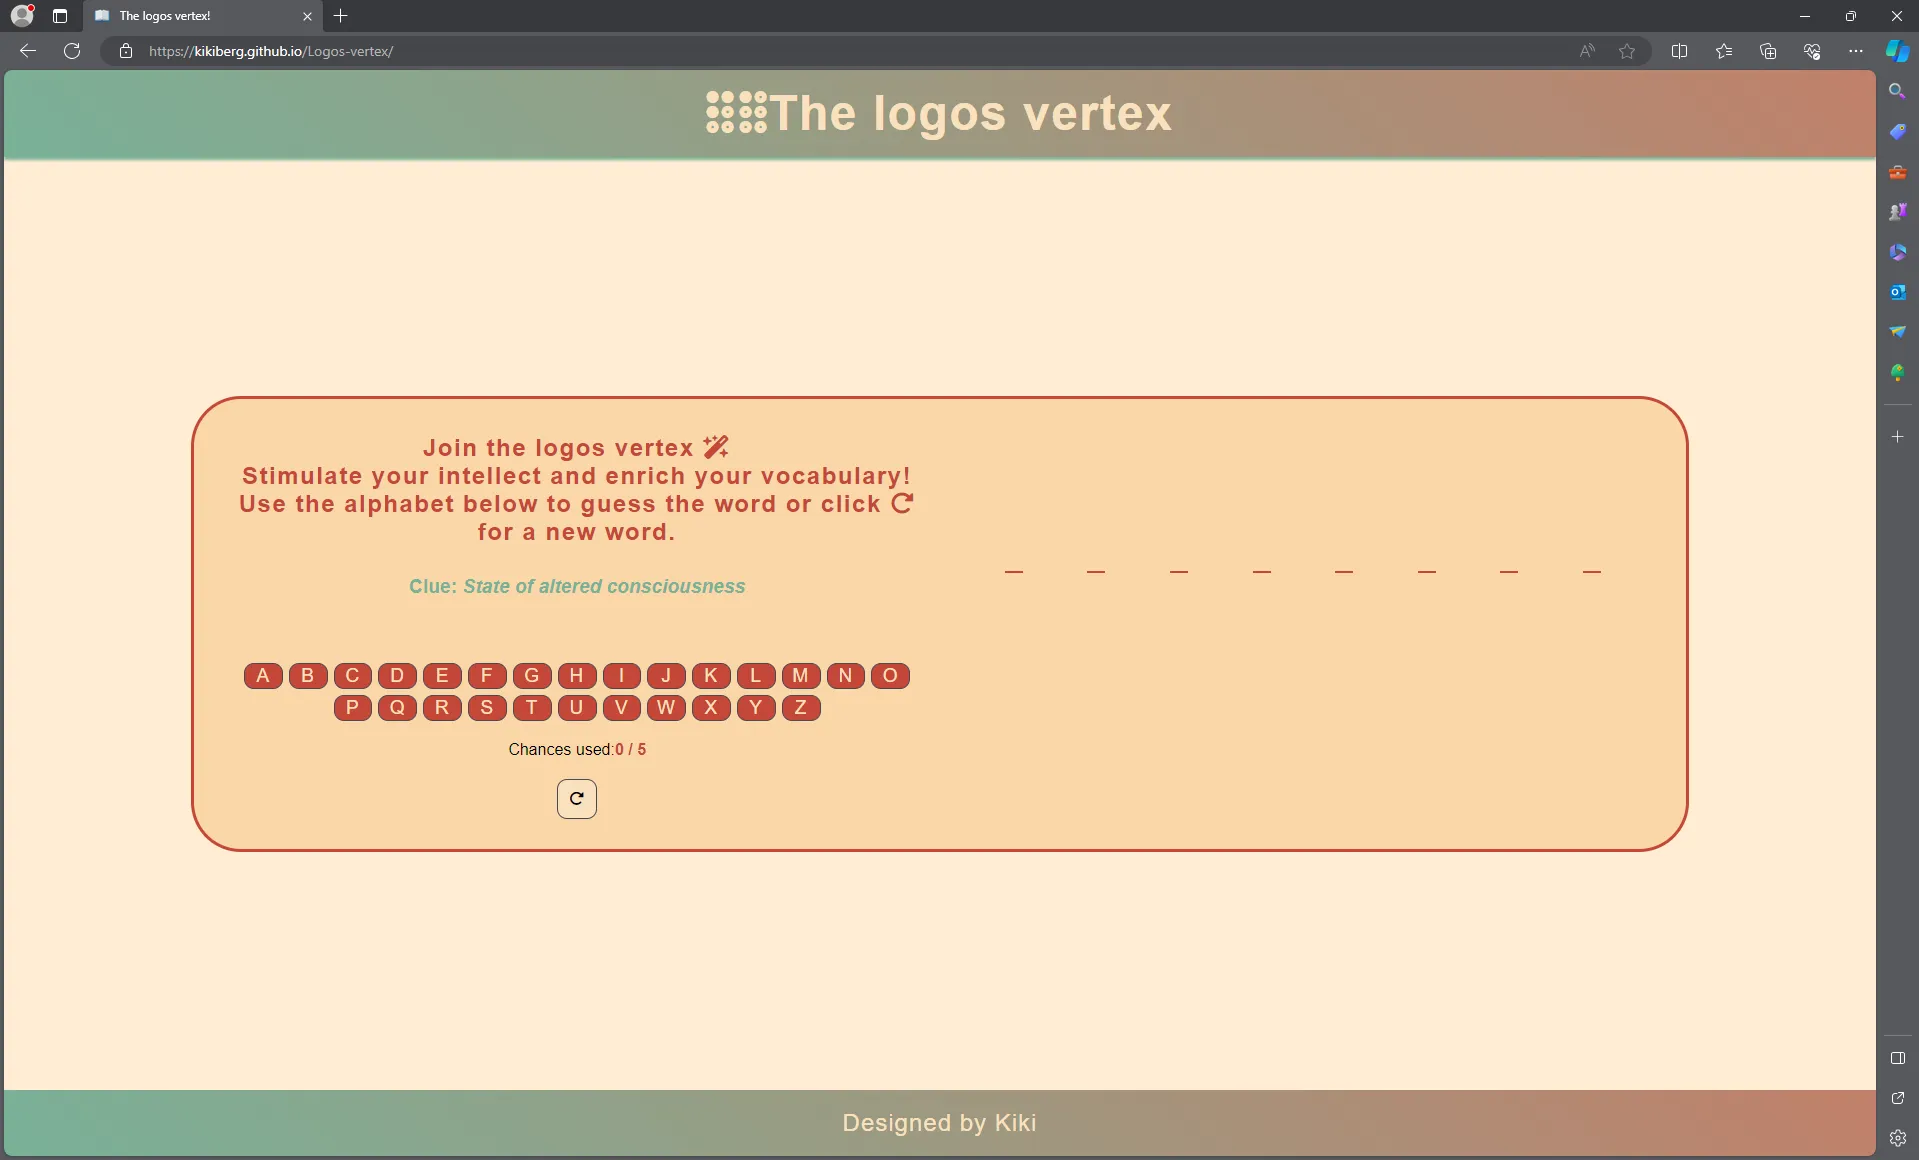 The logos vertex!
https://kikiberg.github.io/Logos-vertex/
The logos vertex
Join the logos vertex
Stimulate your intellect and enrich your vocabulary!
Use the alphabet below to guess the word or click
for a new word.
Clue: State of altered consciousness
_ _ _ _ _ _ _ _
A B C D E F G H I J K L M N O
P Q R S T U V W X Y Z
Chances used:0 / 5
Designed by Kiki